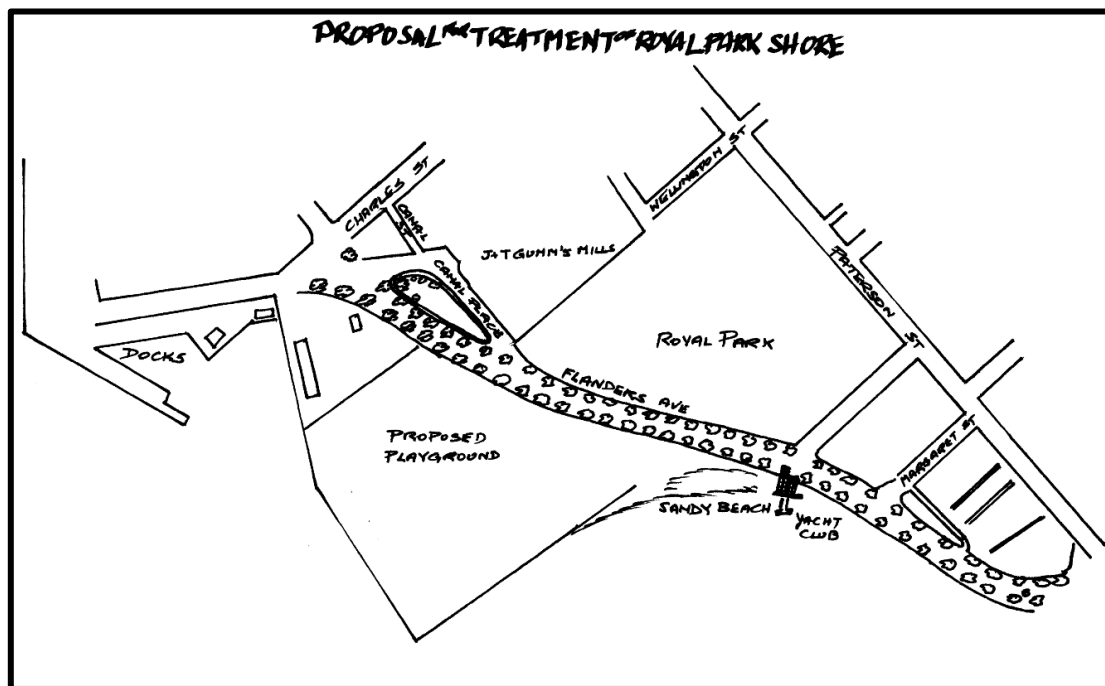 PROPOSAL FOR TREATMENT OF ROYAL PARK SHORE
CHARLES ST
CANAL
ST
WELLINGTON ST
J+T GUNN'S MILLS
CANAL PLACE
PATERSON ST
ROYAL PARK
DOCKS
FLANDERS AVE
MARGARET ST
PROPOSED
PLAYGROUND
SANDY BEACH
YACHT
CLUB